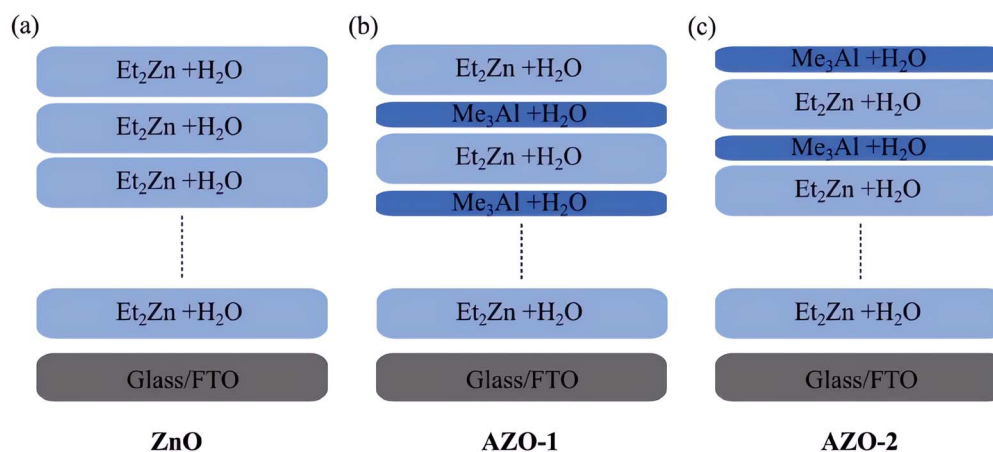 (a)
Et₂Zn +H₂O
Et₂Zn +H₂O
Et₂Zn +H₂O
Et₂Zn +H₂O
Glass/FTO
ZnO
(b)
Et₂Zn +H₂O
Me₃Al +H₂O
Et₂Zn +H₂O
Me₃Al +H₂O
Et₂Zn +H₂O
Glass/FTO
AZO-1
(c)
Me₃Al +H₂O
Et₂Zn +H₂O
Me₃Al +H₂O
Et₂Zn +H₂O
Et₂Zn +H₂O
Glass/FTO
AZO-2